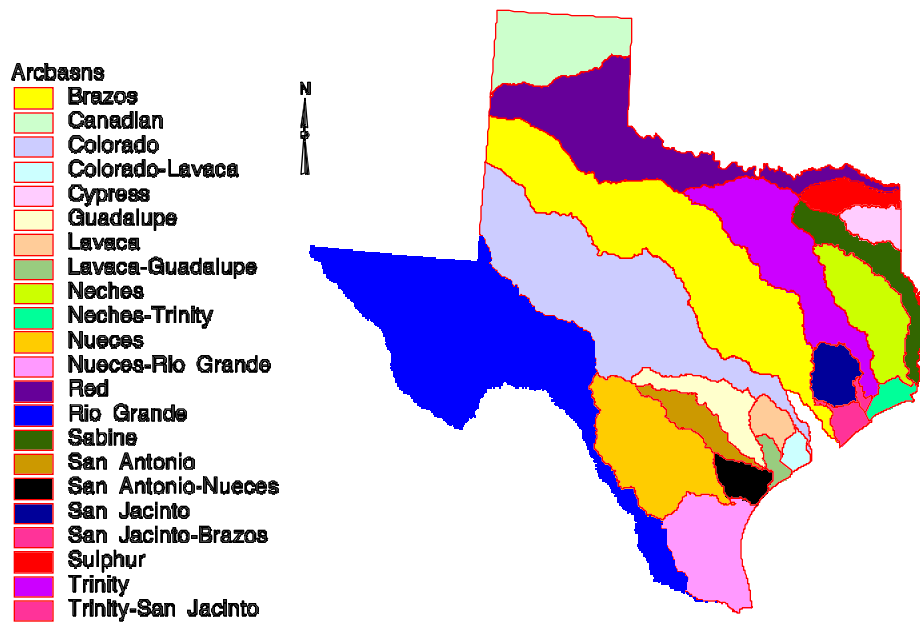 Arcbasns
N
Brazos
Canadian
Colorado
Colorado-Lavaca
Cypress
Guadalupe
Lavaca
Lavaca-Guadalupe
Neches
Neches-Trinity
Nueces
Nueces-Rio Grande
Red
Rio Grande
Sabine
San Antonio
San Antonio-Nueces
San Jacinto
San Jacinto-Brazos
Sulphur
Trinity
Trinity-San Jacinto